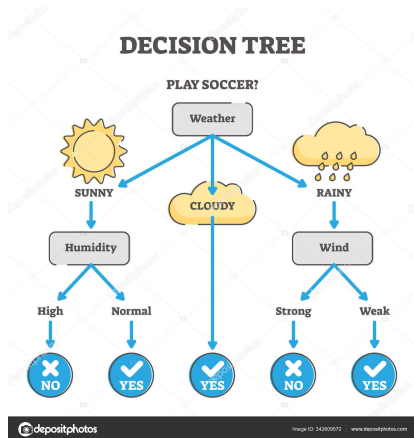 DECISION TREE
PLAY SOCCER?
Weather
SUNNY
CLOUDY
RAINY
Humidity
Wind
High
Normal
Strong
Weak
NO
YES
YES
NO
YES
depositphotos
Image ID: 342809572 www.depositphotos.com